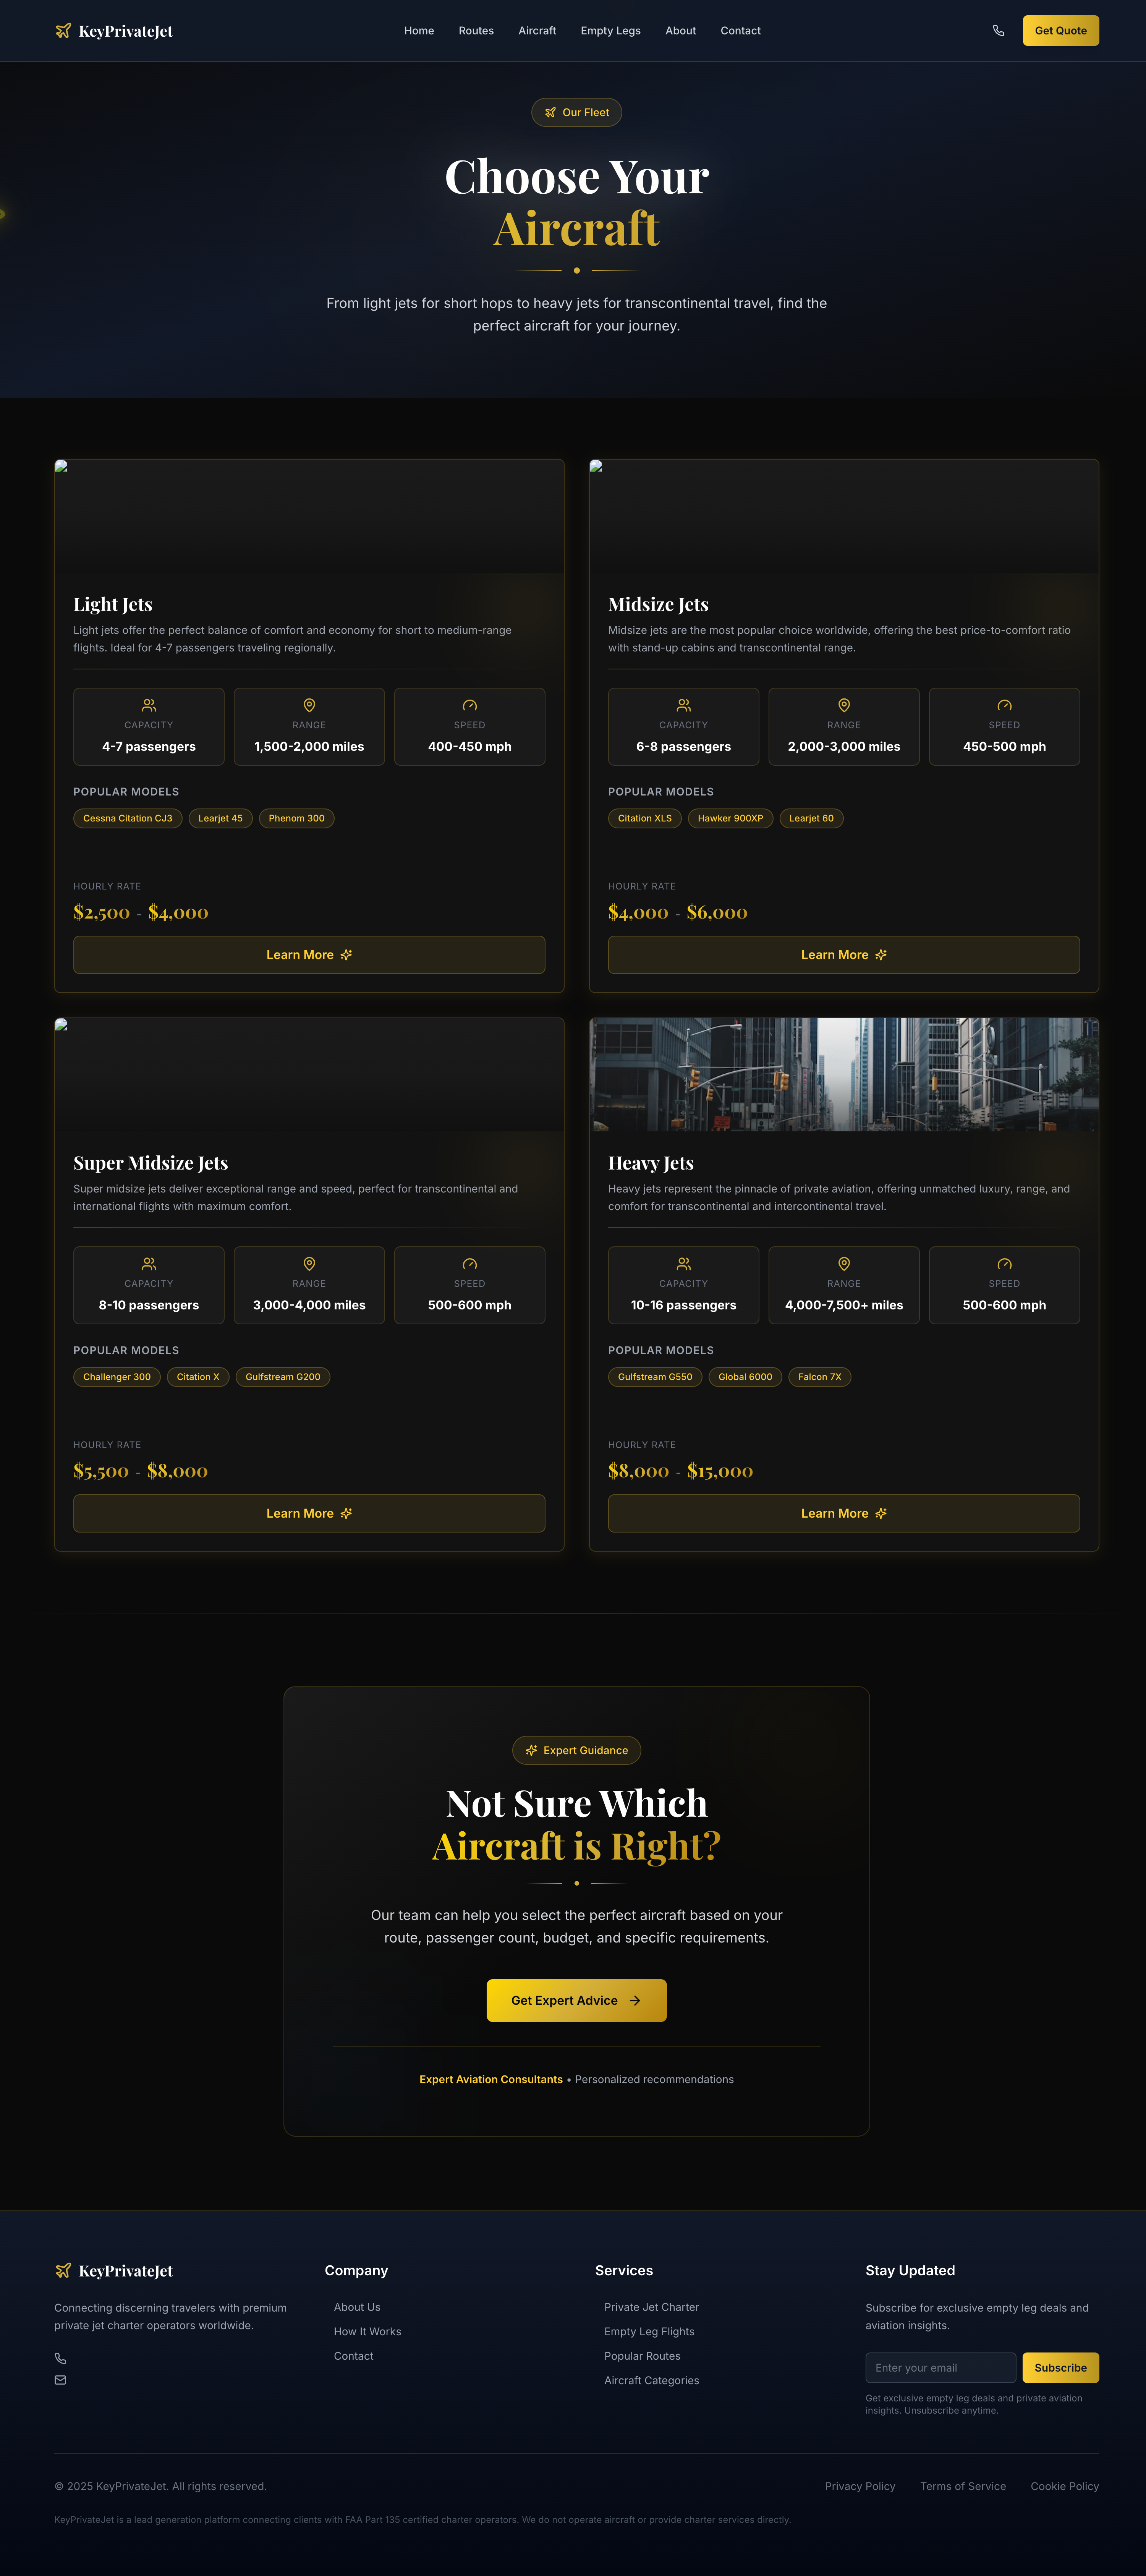 KeyPrivateJet
Home Routes Aircraft Empty Legs About Contact
Get Quote
Our Fleet
Choose Your
Aircraft
From light jets for short hops to heavy jets for transcontinental travel, find the
perfect aircraft for your journey.
Light Jets
Light jets offer the perfect balance of comfort and economy for short to medium-range
flights. Ideal for 4-7 passengers traveling regionally.
CAPACITY RANGE SPEED
4-7 passengers 1,500-2,000 miles 400-450 mph
POPULAR MODELS
Cessna Citation CJ3 Learjet 45 Phenom 300
HOURLY RATE
$2,500 - $4,000
Learn More
Midsize Jets
Midsize jets are the most popular choice worldwide, offering the best price-to-comfort ratio
with stand-up cabins and transcontinental range.
CAPACITY RANGE SPEED
6-8 passengers 2,000-3,000 miles 450-500 mph
POPULAR MODELS
Citation XLS Hawker 900XP Learjet 60
HOURLY RATE
$4,000 - $6,000
Learn More
Super Midsize Jets
Super midsize jets deliver exceptional range and speed, perfect for transcontinental and
international flights with maximum comfort.
CAPACITY RANGE SPEED
8-10 passengers 3,000-4,000 miles 500-600 mph
POPULAR MODELS
Challenger 300 Citation X Gulfstream G200
HOURLY RATE
$5,500 - $8,000
Learn More
Heavy Jets
Heavy jets represent the pinnacle of private aviation, offering unmatched luxury, range, and
comfort for transcontinental and intercontinental travel.
CAPACITY RANGE SPEED
10-16 passengers 4,000-7,500+ miles 500-600 mph
POPULAR MODELS
Gulfstream G550 Global 6000 Falcon 7X
HOURLY RATE
$8,000 - $15,000
Learn More
Expert Guidance
Not Sure Which
Aircraft is Right?
Our team can help you select the perfect aircraft based on your
route, passenger count, budget, and specific requirements.
Get Expert Advice
Expert Aviation Consultants • Personalized recommendations
KeyPrivateJet
Connecting discerning travelers with premium
private jet charter operators worldwide.
Company
About Us
How It Works
Contact
Services
Private Jet Charter
Empty Leg Flights
Popular Routes
Aircraft Categories
Stay Updated
Subscribe for exclusive empty leg deals and
aviation insights.
Enter your email
Subscribe
Get exclusive empty leg deals and private aviation
insights. Unsubscribe anytime.
© 2025 KeyPrivateJet. All rights reserved.
Privacy Policy Terms of Service Cookie Policy
KeyPrivateJet is a lead generation platform connecting clients with FAA Part 135 certified charter operators. We do not operate aircraft or provide charter services directly.